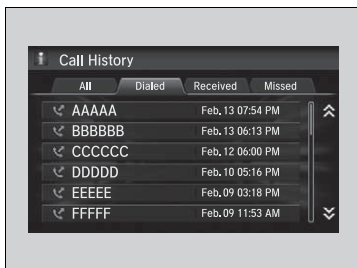 Call History
All Dialed Received Missed
AAAAA Feb. 13 07:54 PM
BBBBBB Feb. 13 06:13 PM
CCCCCC Feb. 12 06:00 PM
DDDDD Feb. 10 05:16 PM
EEEEE Feb. 09 03:18 PM
FFFFF Feb. 09 11:53 AM